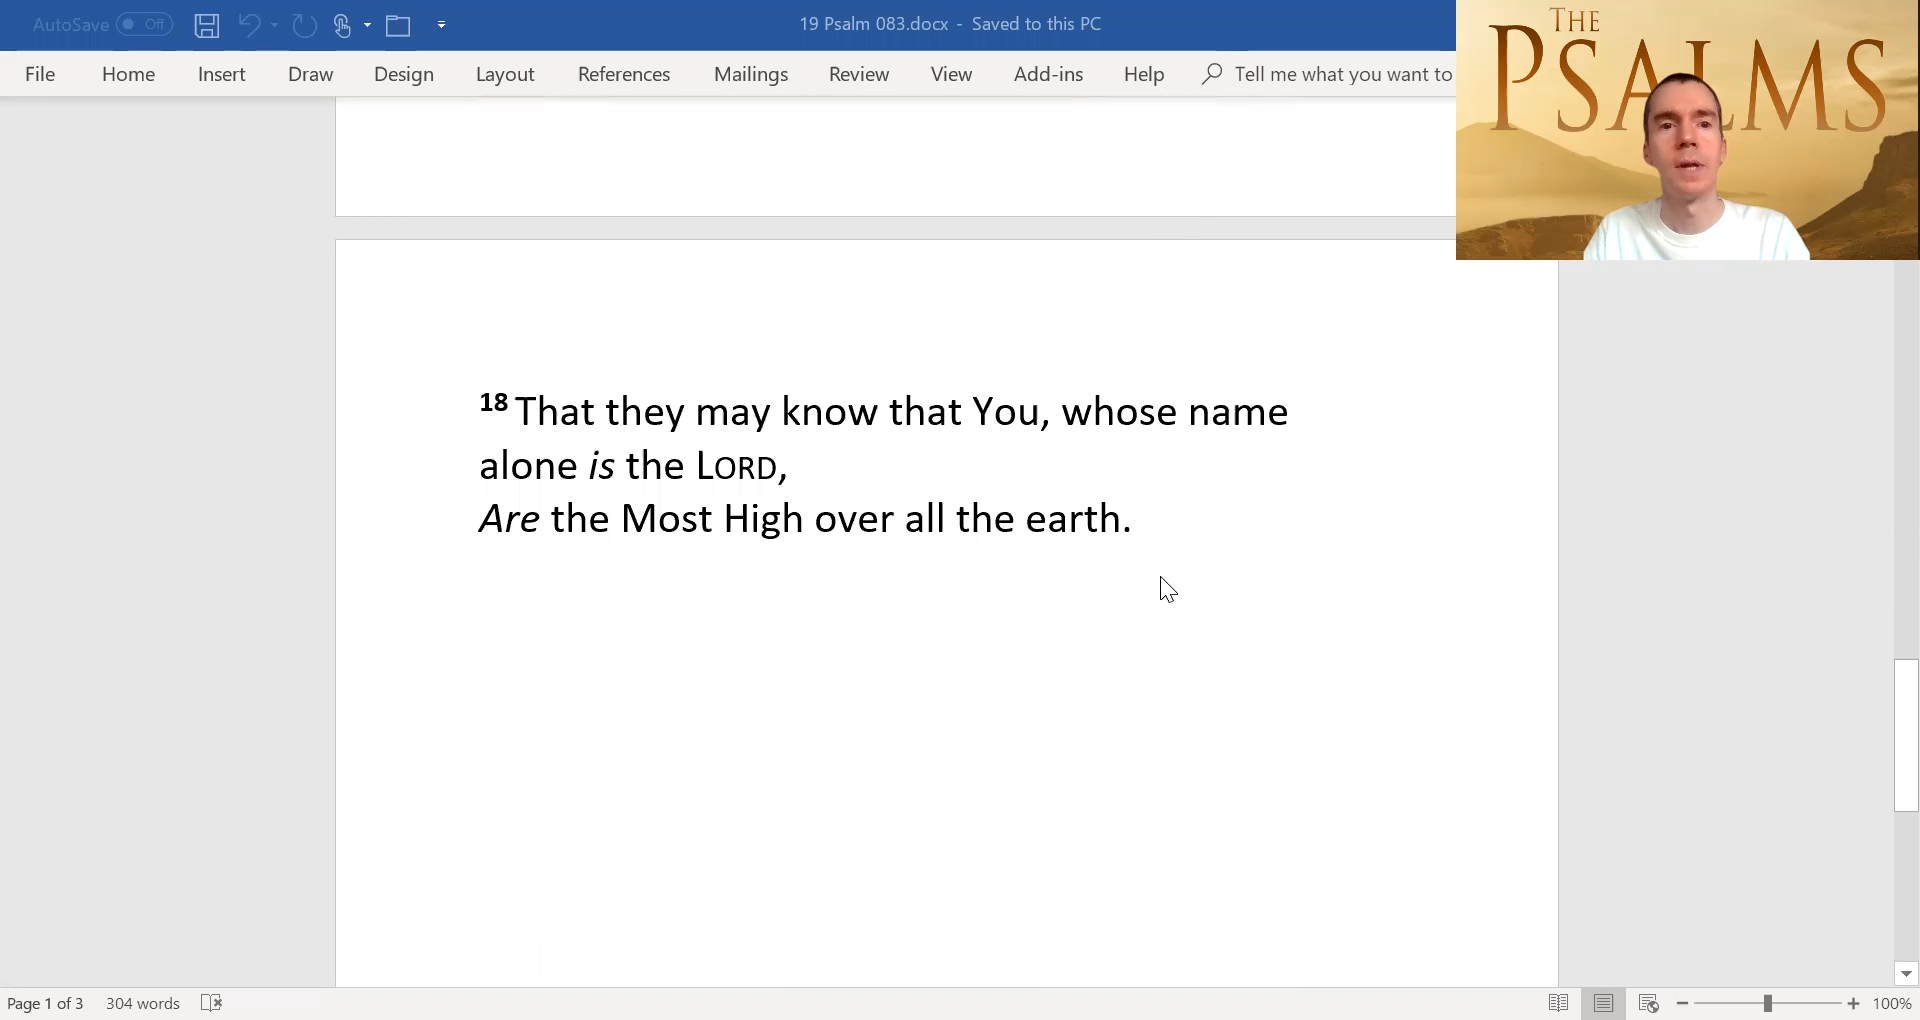 AutoSave Off
19 Psalm 083.docx - Saved to this PC
File Home Insert Draw Design Layout References Mailings Review View Add-ins Help Tell me what you want to
THE
PSALMS
18 That they may know that You, whose name
alone is the LORD,
Are the Most High over all the earth.
Page 1 of 3 304 words 100%